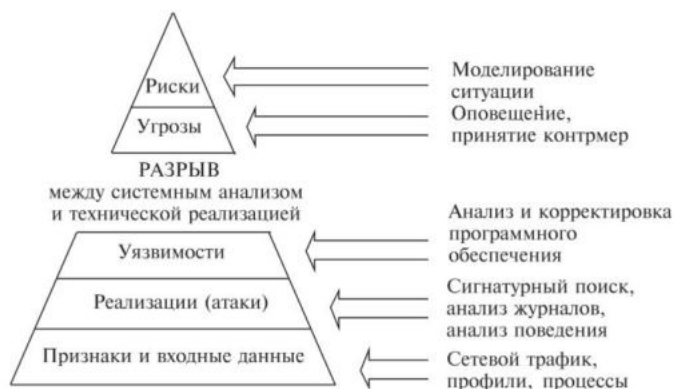 Риски
Угрозы
РАЗРЫВ
между системным анализом
и технической реализацией
Уязвимости
Реализации (атаки)
Признаки и входные данные
Моделирование
ситуации
Оповещение,
принятие контрмер
Анализ и корректировка
программного
обеспечения
Сигнатурный поиск,
анализ журналов,
анализ поведения
Сетевой трафик,
профили, процессы